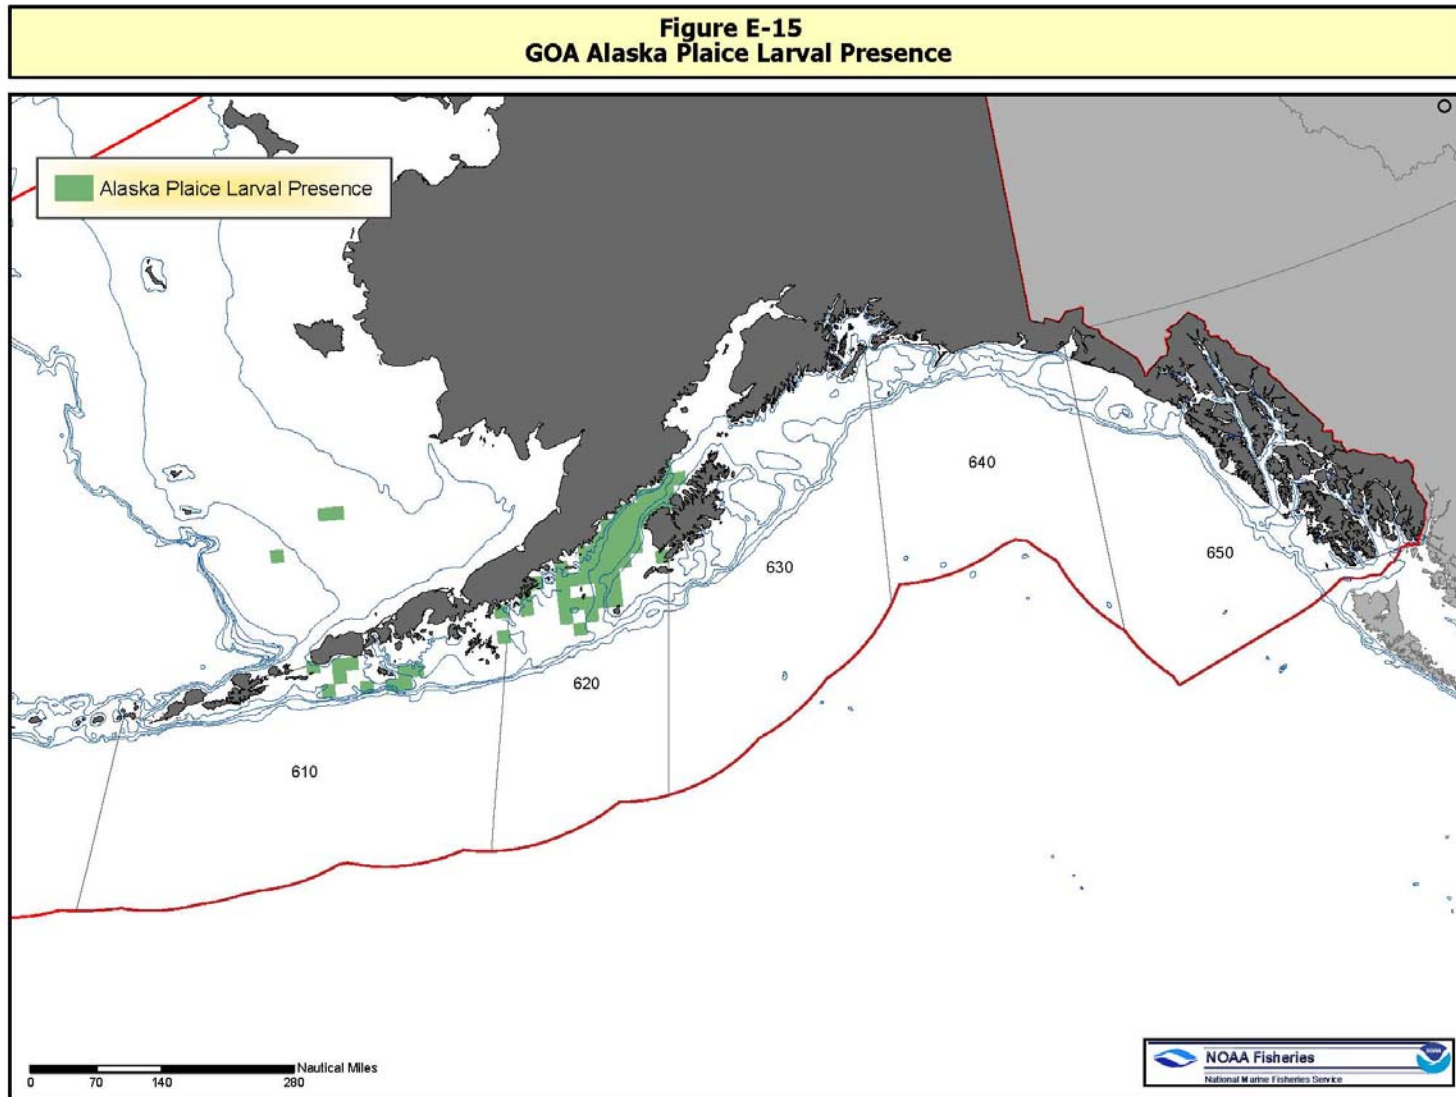 Figure E-15
GOA Alaska Plaice Larval Presence
Alaska Plaice Larval Presence
640
650
630
620
610
Nautical Miles
0 70 140 280
NOAA Fisheries
National Marine Fisheries Service
NOAA